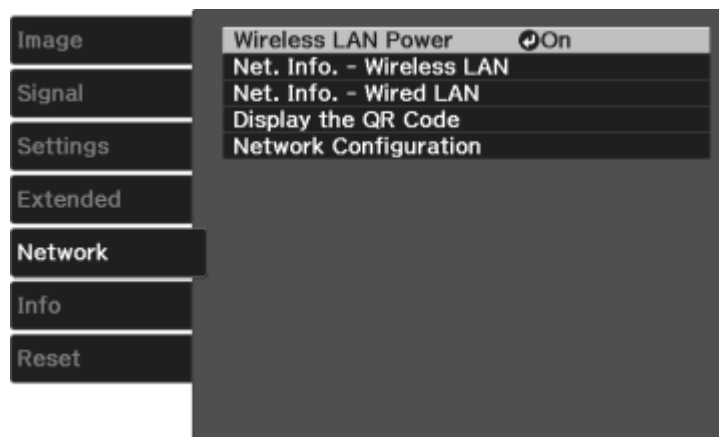 Image
Signal
Settings
Extended
Network
Info
Reset
Wireless LAN Power On
Net. Info. - Wireless LAN
Net. Info. - Wired LAN
Display the QR Code
Network Configuration